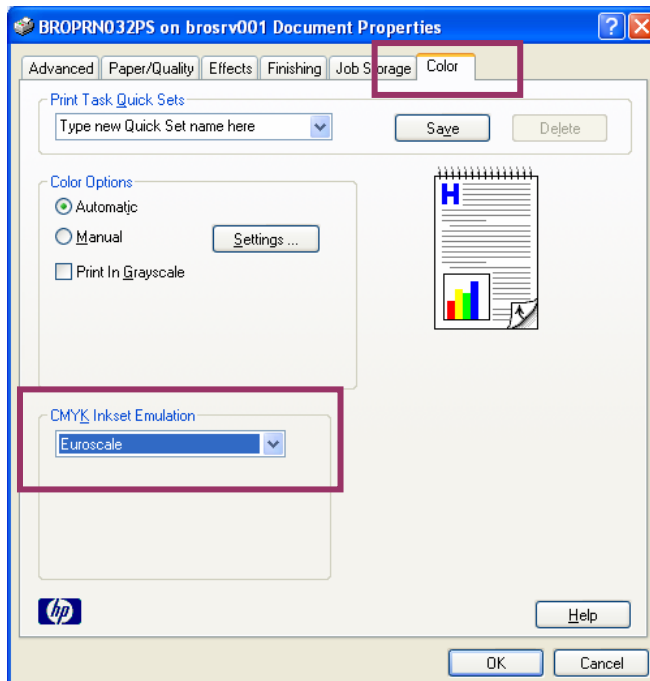 BROPRN032PS on brosrv001 Document Properties
Advanced Paper/Quality Effects Finishing Job Storage Color
Print Task Quick Sets
Type new Quick Set name here Save Delete
Color Options
Automatic
Manual Settings ...
Print In Grayscale
H
CMYK Inkset Emulation
Euroscale
hp
Help
OK Cancel